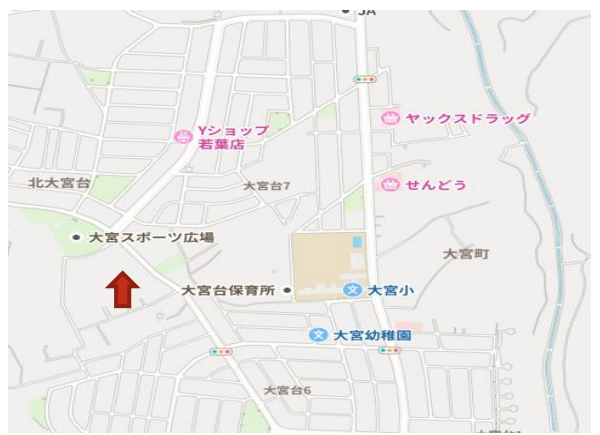 JA
ヤックスドラッグ
Yショップ
若葉店
北大宮台
大宮台7
せんどう
大宮スポーツ広場
大宮町
大宮台保育所
大宮小
文
大宮幼稚園
文
大宮台6